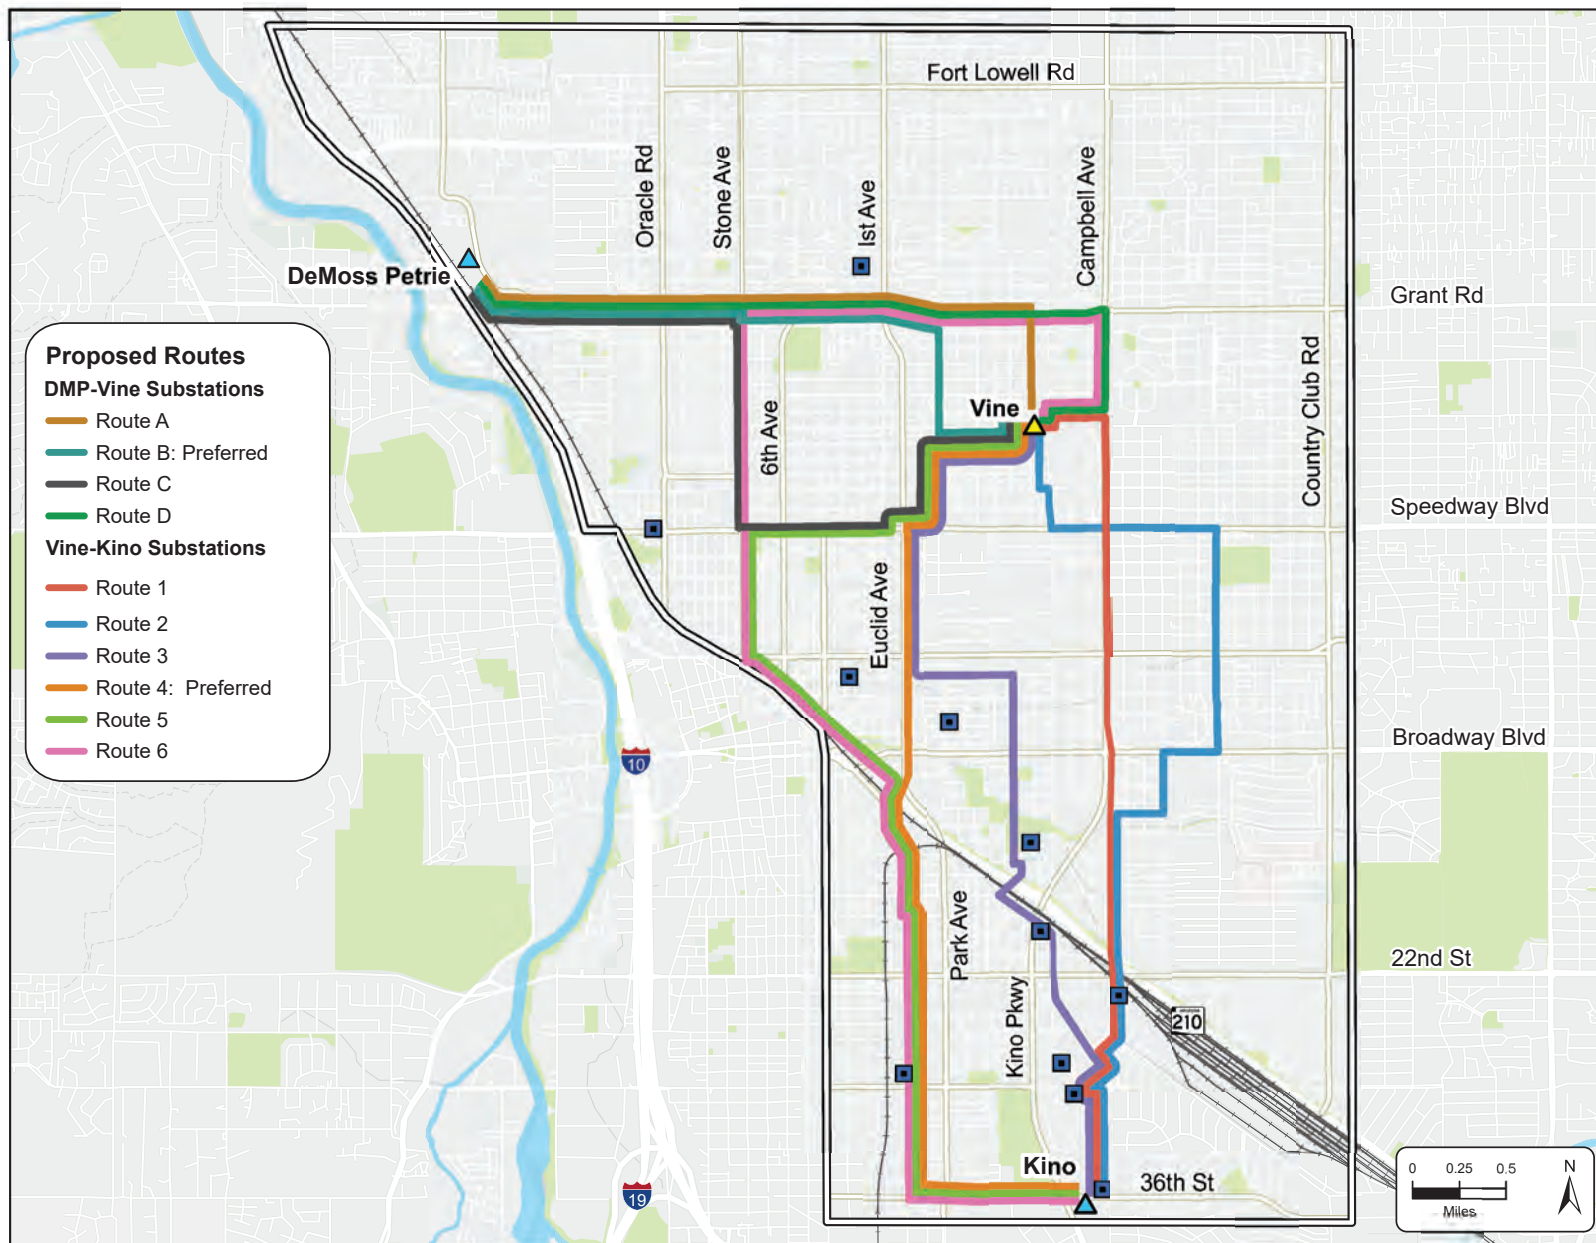 Fort Lowell Rd
Oracle Rd
Stone Ave
1st Ave
Campbell Ave
DeMoss Petrie
Grant Rd
Proposed Routes
DMP-Vine Substations
Route A
Route B: Preferred
Route C
Route D
Vine-Kino Substations
Route 1
Route 2
Route 3
Route 4: Preferred
Route 5
Route 6
Vine
6th Ave
Country Club Rd
Speedway Blvd
Euclid Ave
10
Broadway Blvd
Park Ave
22nd St
Kino Pkwy
210
Kino
36th St
19
0 0.25 0.5
Miles
N